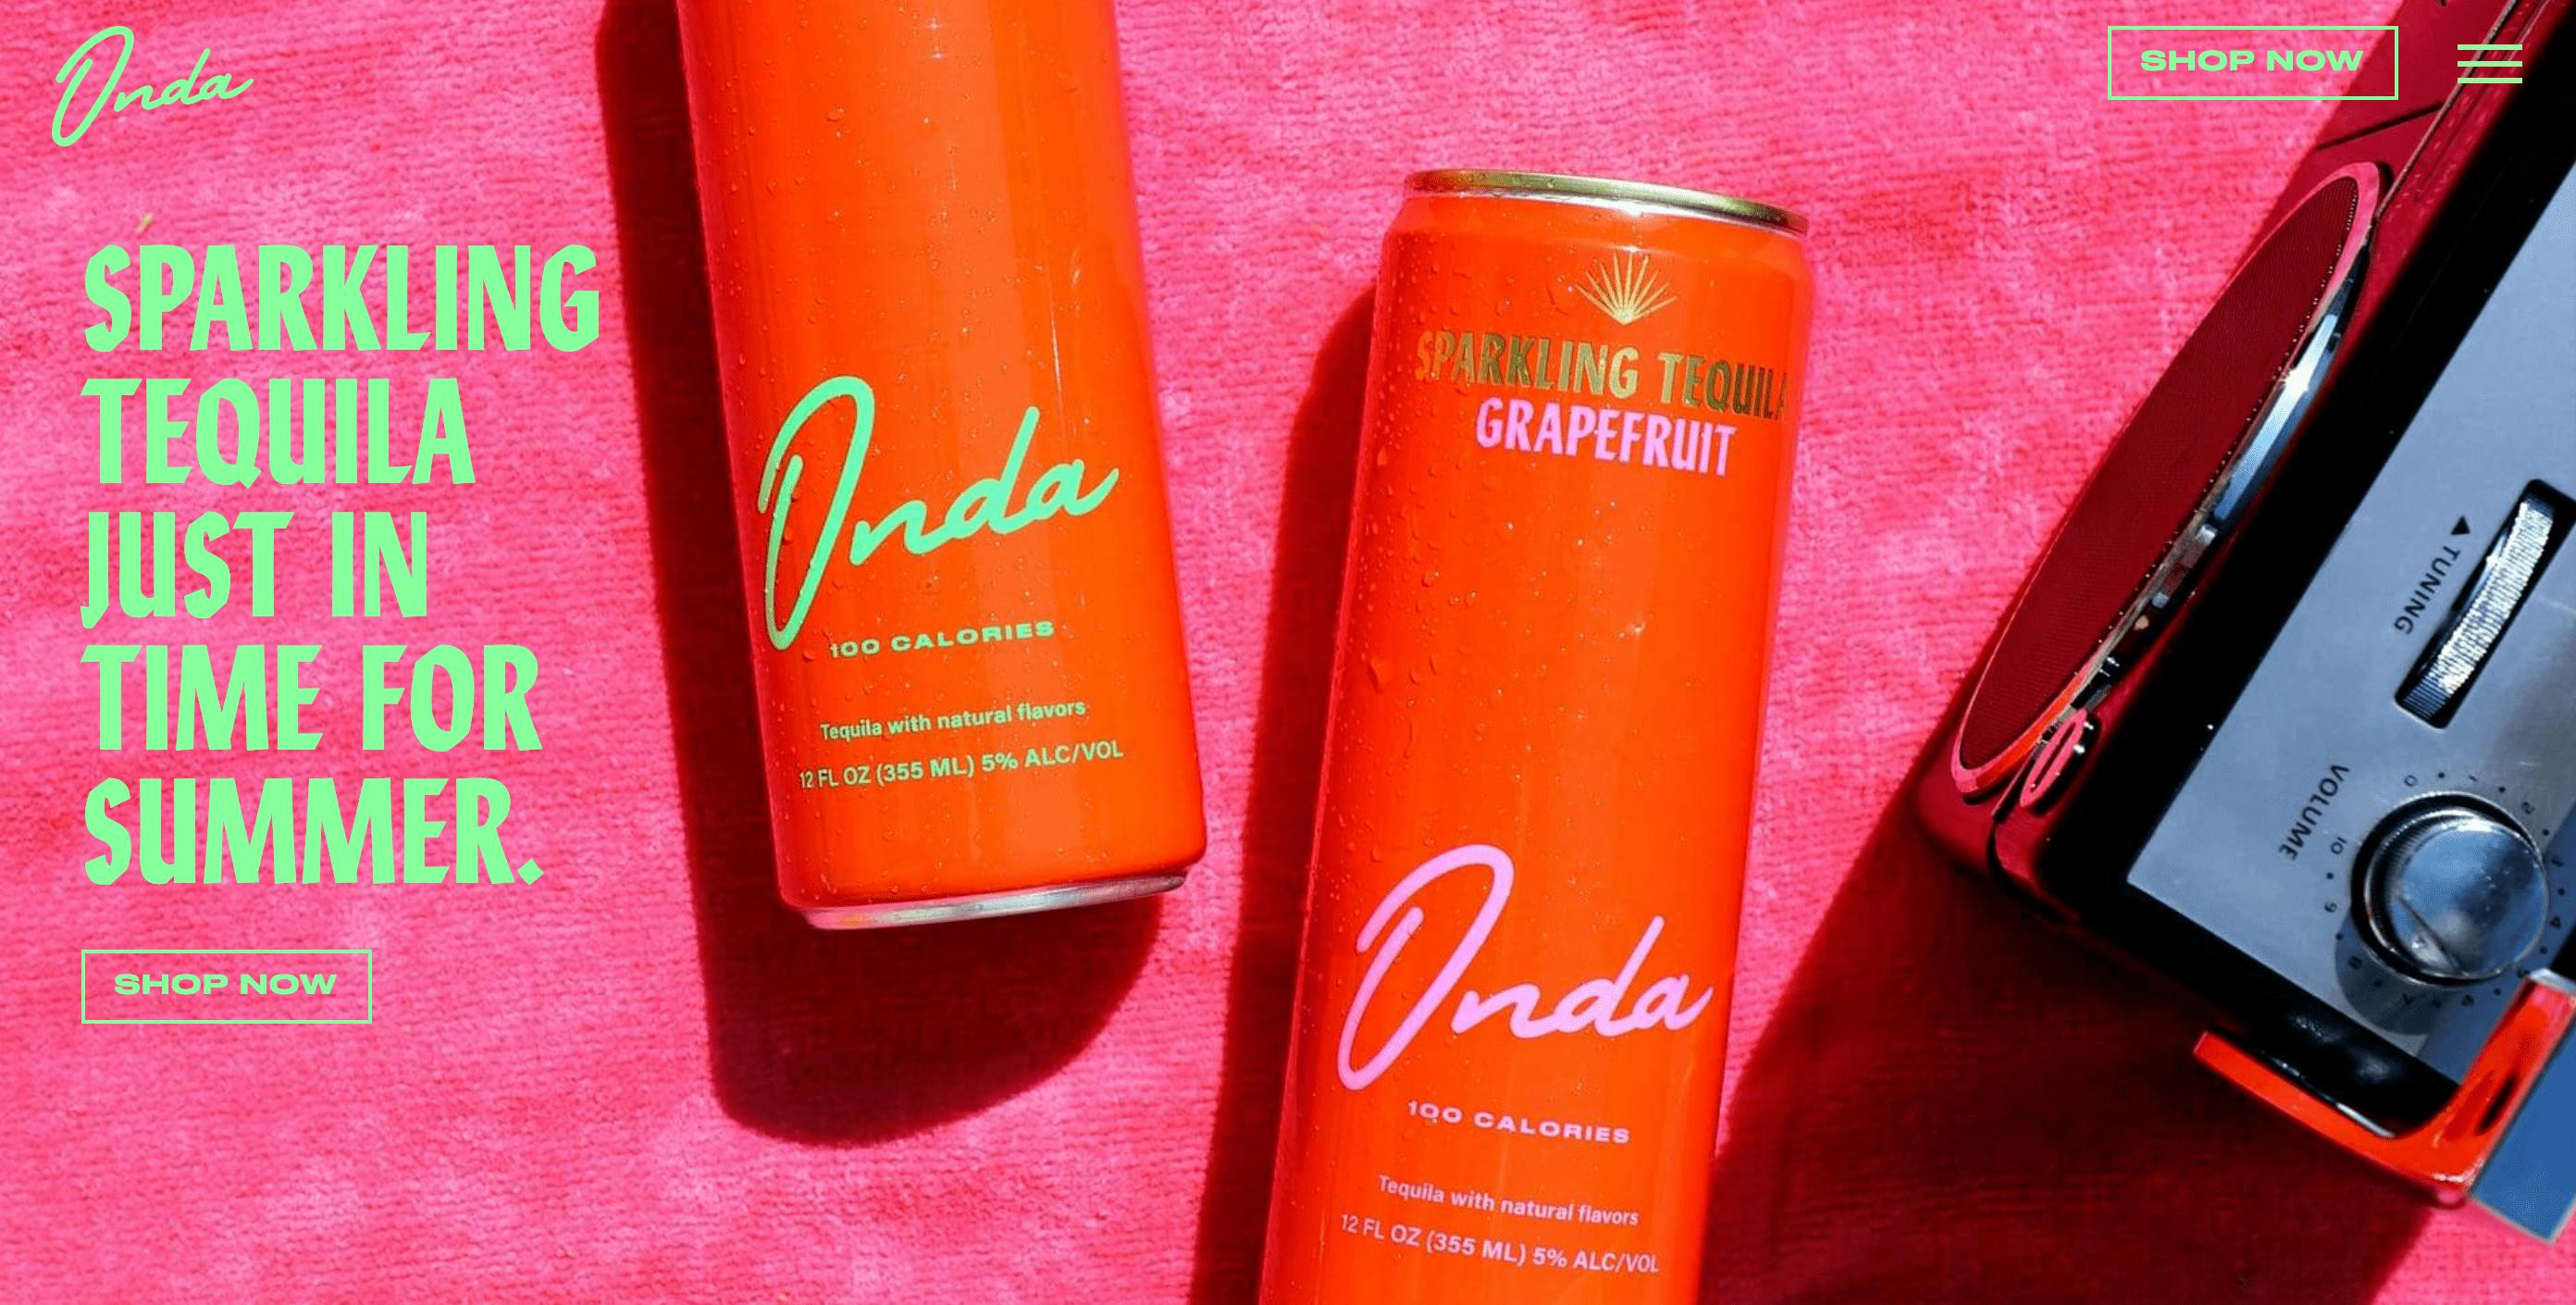 Onda
SHOP NOW
SPARKLING
TEQUILA
JUST IN
TIME FOR
SUMMER.
SHOP NOW
Onda
100 CALORIES
Tequila with natural flavors
12 FL OZ (355 ML) 5% ALC/VOL
SPARKLING TEQUILA
GRAPEFRUIT
Onda
100 CALORIES
Tequila with natural flavors
12 FL OZ (355 ML) 5% ALC/VOL
TUNING
VOLUME